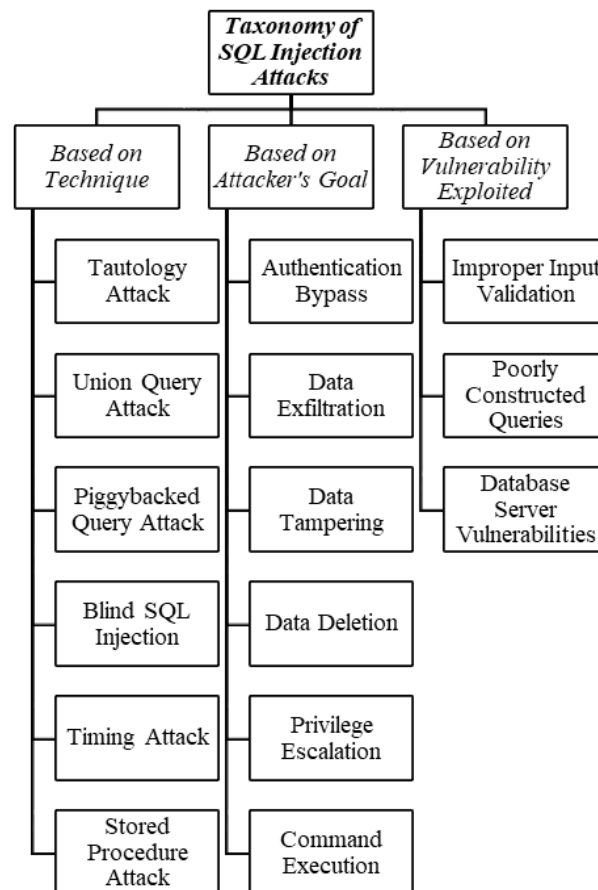 Taxonomy of
SQL Injection
Attacks
Based on
Technique
Based on
Attacker's Goal
Based on
Vulnerability
Exploited
Tautology
Attack
Union Query
Attack
Piggybacked
Query Attack
Blind SQL
Injection
Timing Attack
Stored
Procedure
Attack
Authentication
Bypass
Data
Exfiltration
Data
Tampering
Data Deletion
Privilege
Escalation
Command
Execution
Improper Input
Validation
Poorly
Constructed
Queries
Database
Server
Vulnerabilities